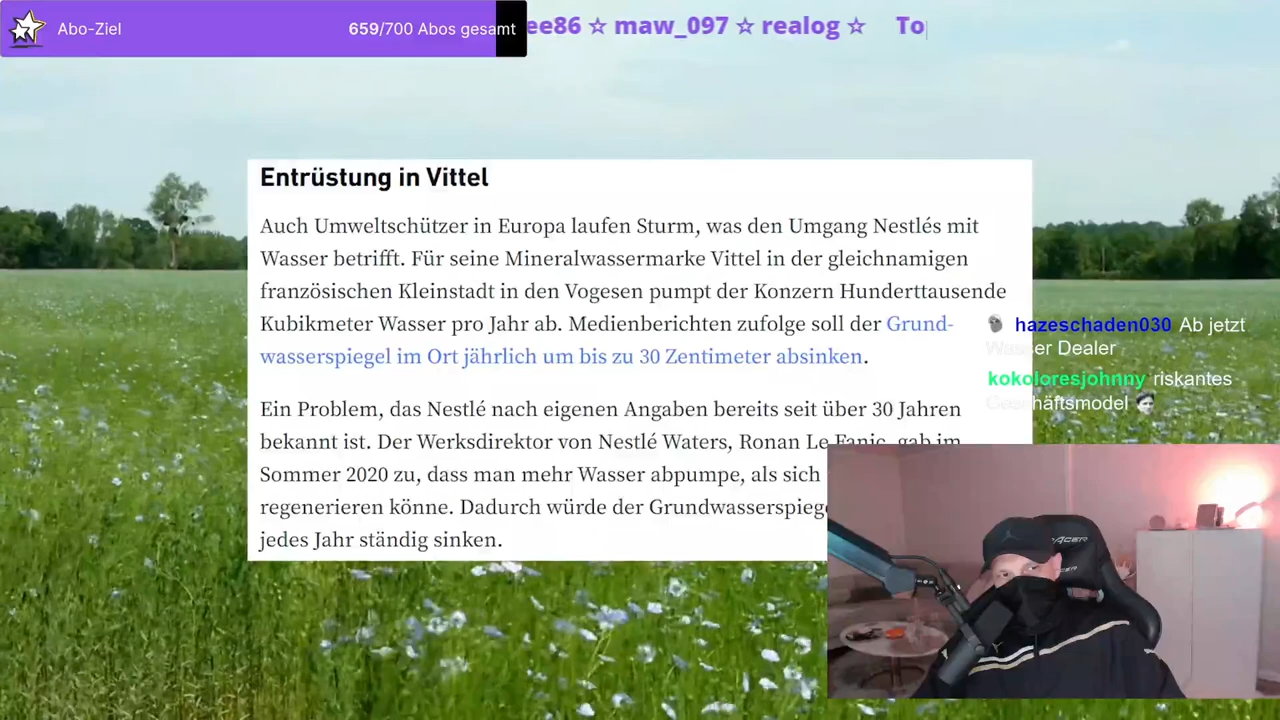 Abo-Ziel
659/700 Abos gesamt
ee86 ☆ maw_097 ☆ realog ☆ To
Entrüstung in Vittel
Auch Umweltschützer in Europa laufen Sturm, was den Umgang Nestlés mit
Wasser betrifft. Für seine Mineralwassermarke Vittel in der gleichnamigen
französischen Kleinstadt in den Vogesen pumpt der Konzern Hunderttausende
Kubikmeter Wasser pro Jahr ab. Medienberichten zufolge soll der Grund-
wasserspiegel im Ort jährlich um bis zu 30 Zentimeter absinken.
Ein Problem, das Nestlé nach eigenen Angaben bereits seit über 30 Jahren
bekannt ist. Der Werksdirektor von Nestlé Waters, Ronan Le Fanic, gab im
Sommer 2020 zu, dass man mehr Wasser abpumpe, als sich
regenerieren könne. Dadurch würde der Grundwasserspiege
jedes Jahr ständig sinken.
hazeschaden030 Ab jetzt
Wasser Dealer
kokoloresjohnny riskantes
Geschäftsmodel